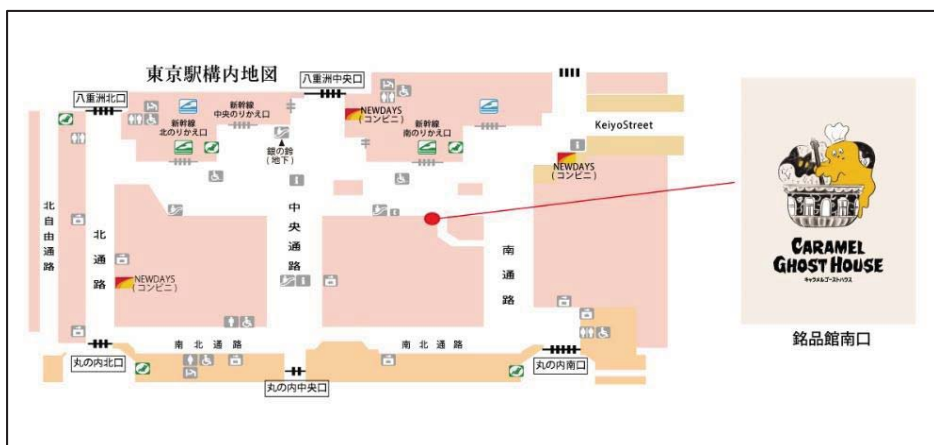 東京駅構内地図
八重洲中央口
八重洲北口
新幹線
中央のりかえ口
新幹線
北のりかえ口
銀の鈴
(地下)
NEWDAYS
(コンビニ)
新幹線
南のりかえ口
KeiyoStreet
NEWDAYS
(コンビニ)
北自由通路
北通路
中央通路
南通路
NEWDAYS
(コンビニ)
南北通路
南北通路
丸の内北口
丸の内中央口
丸の内南口
CARAMEL
GHOST HOUSE
キャラメルゴーストハウス
銘品館南口